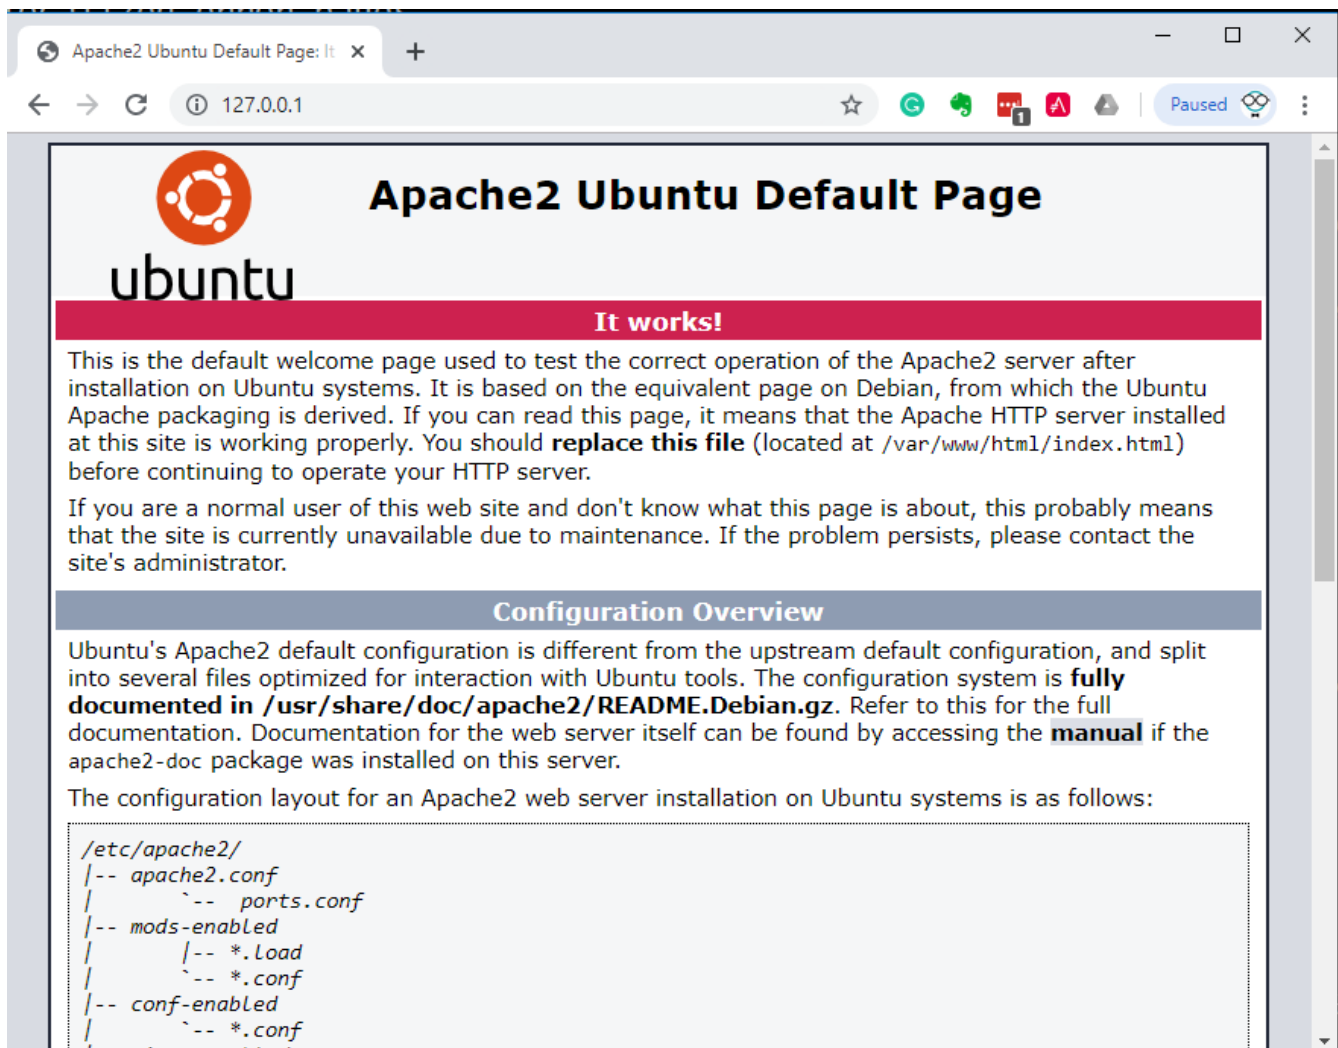 Apache2 Ubuntu Default Page: It
127.0.0.1
1
Paused
ubuntu
Apache2 Ubuntu Default Page
It works!
This is the default welcome page used to test the correct operation of the Apache2 server after
installation on Ubuntu systems. It is based on the equivalent page on Debian, from which the Ubuntu
Apache packaging is derived. If you can read this page, it means that the Apache HTTP server installed
at this site is working properly. You should replace this file (located at /var/www/html/index.html)
before continuing to operate your HTTP server.
If you are a normal user of this web site and don't know what this page is about, this probably means
that the site is currently unavailable due to maintenance. If the problem persists, please contact the
site's administrator.
Configuration Overview
Ubuntu's Apache2 default configuration is different from the upstream default configuration, and split
into several files optimized for interaction with Ubuntu tools. The configuration system is fully
documented in /usr/share/doc/apache2/README.Debian.gz. Refer to this for the full
documentation. Documentation for the web server itself can be found by accessing the manual if the
apache2-doc package was installed on this server.
The configuration layout for an Apache2 web server installation on Ubuntu systems is as follows:
/etc/apache2/
|-- apache2.conf
|       `--  ports.conf
|-- mods-enabled
|       |-- *.load
|       `-- *.conf
|-- conf-enabled
|       `-- *.conf